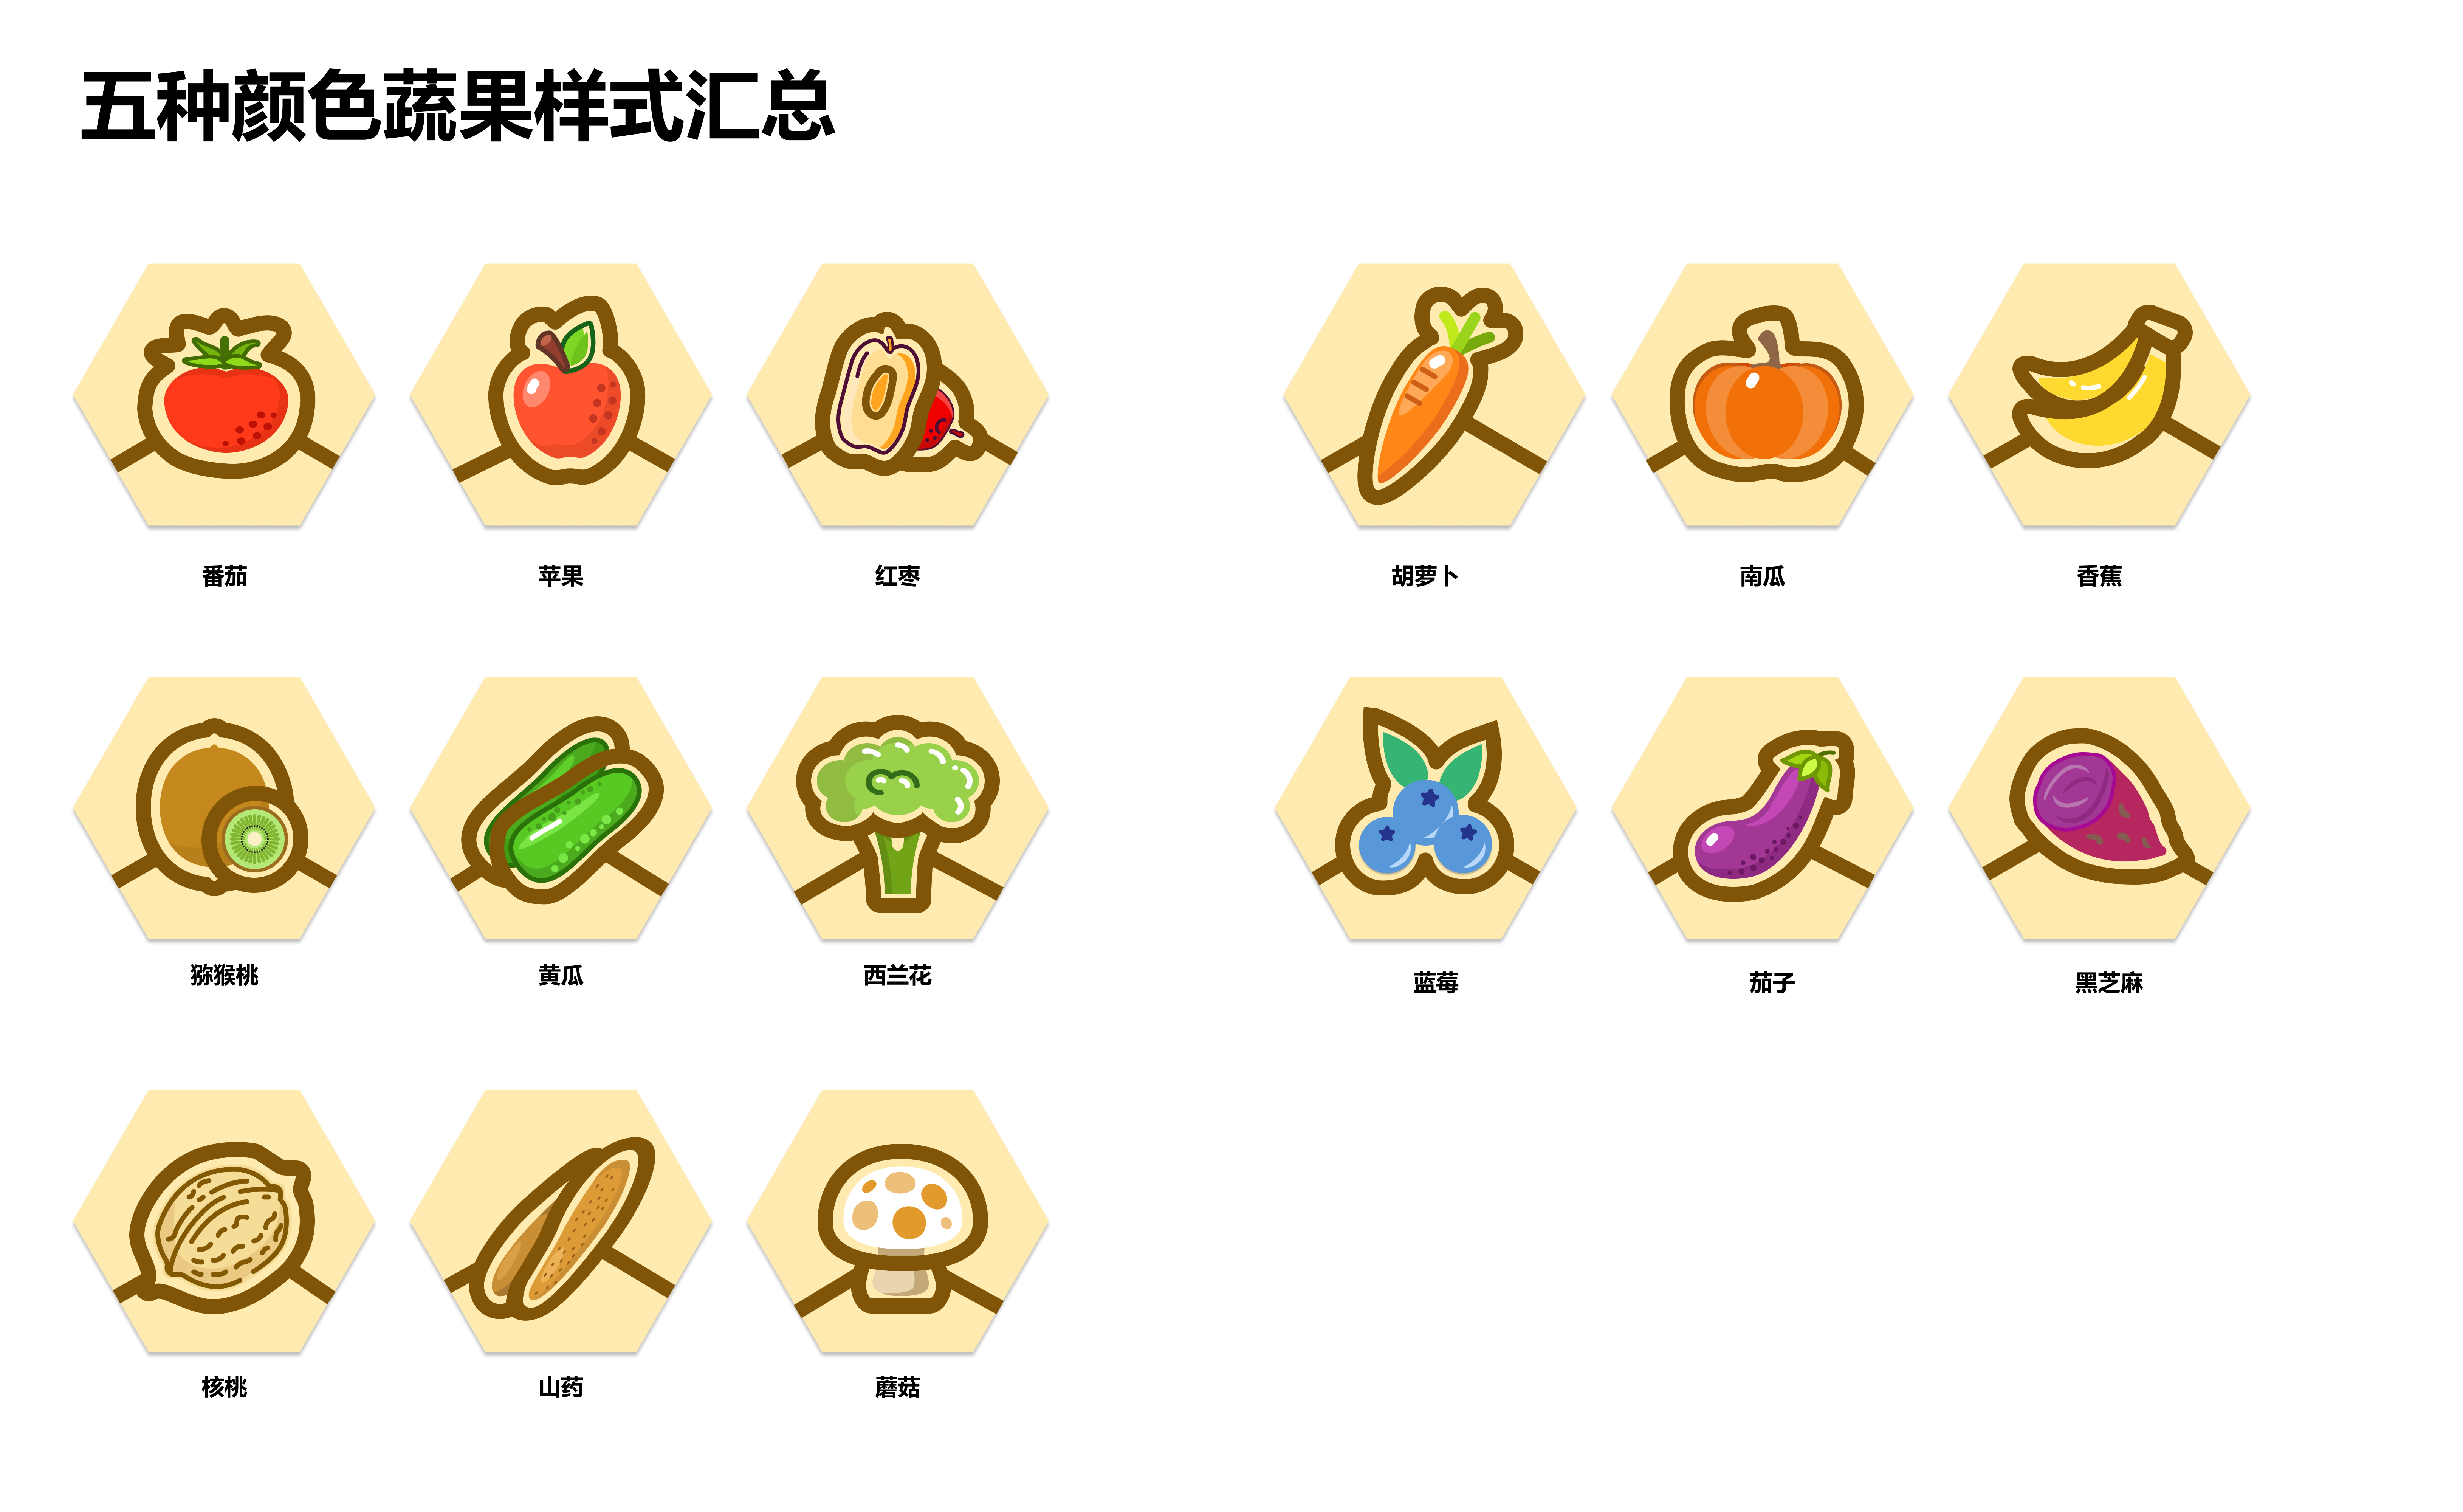 五种颜色蔬果样式汇总
番茄 苹果 红枣 胡萝卜 南瓜 香蕉
猕猴桃 黄瓜 西兰花 蓝莓 茄子 黑芝麻
核桃 山药 蘑菇